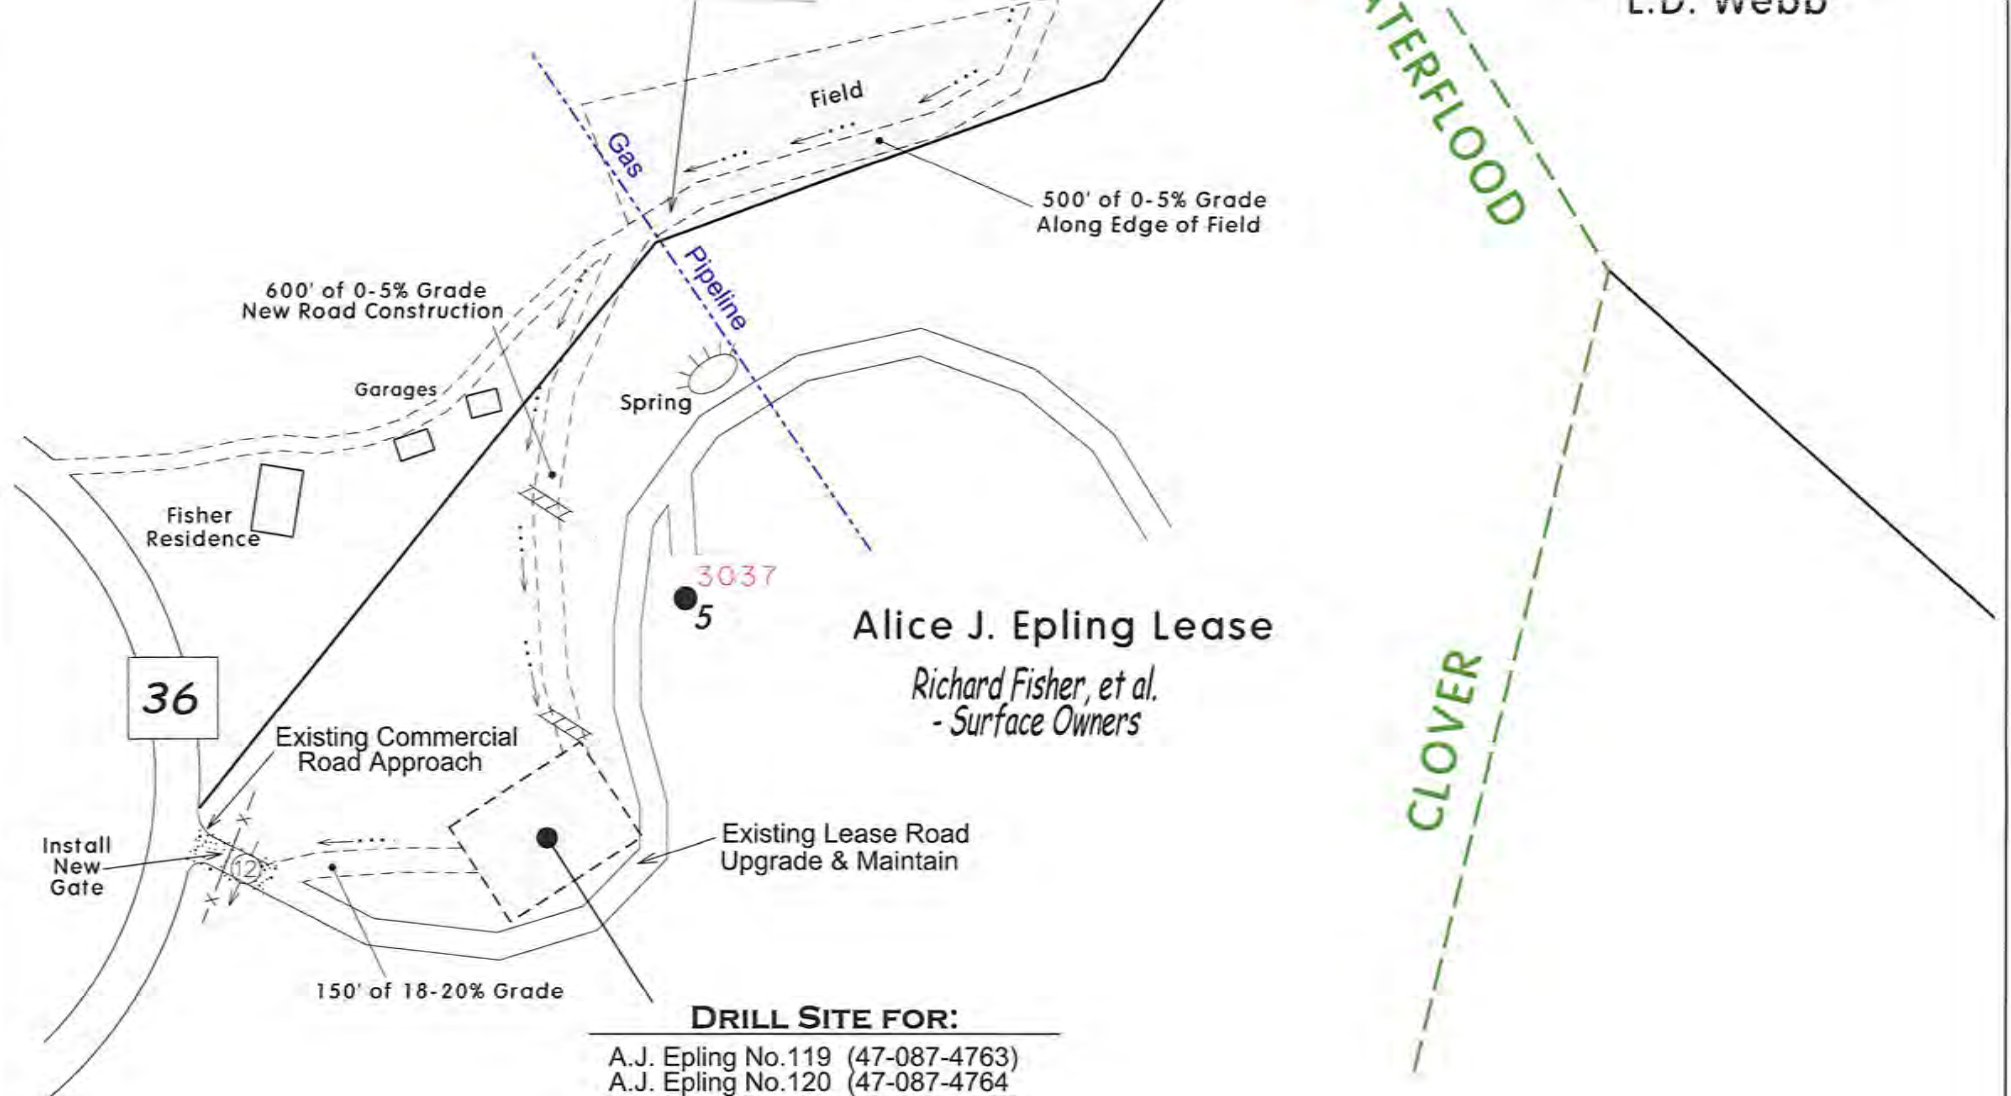 L.D. Webb
Field
Gas
500' of 0-5% Grade
Along Edge of Field
Pipeline
600' of 0-5% Grade
New Road Construction
Garages
Spring
Fisher
Residence
3037
5
Alice J. Epling Lease
Richard Fisher, et al.
- Surface Owners
36
CLOVER
Existing Commercial
Road Approach
Install
New
Gate
12
Existing Lease Road
Upgrade & Maintain
150' of 18-20% Grade
DRILL SITE FOR:
A.J. Epling No.119 (47-087-4763)
A.J. Epling No.120 (47-087-4764